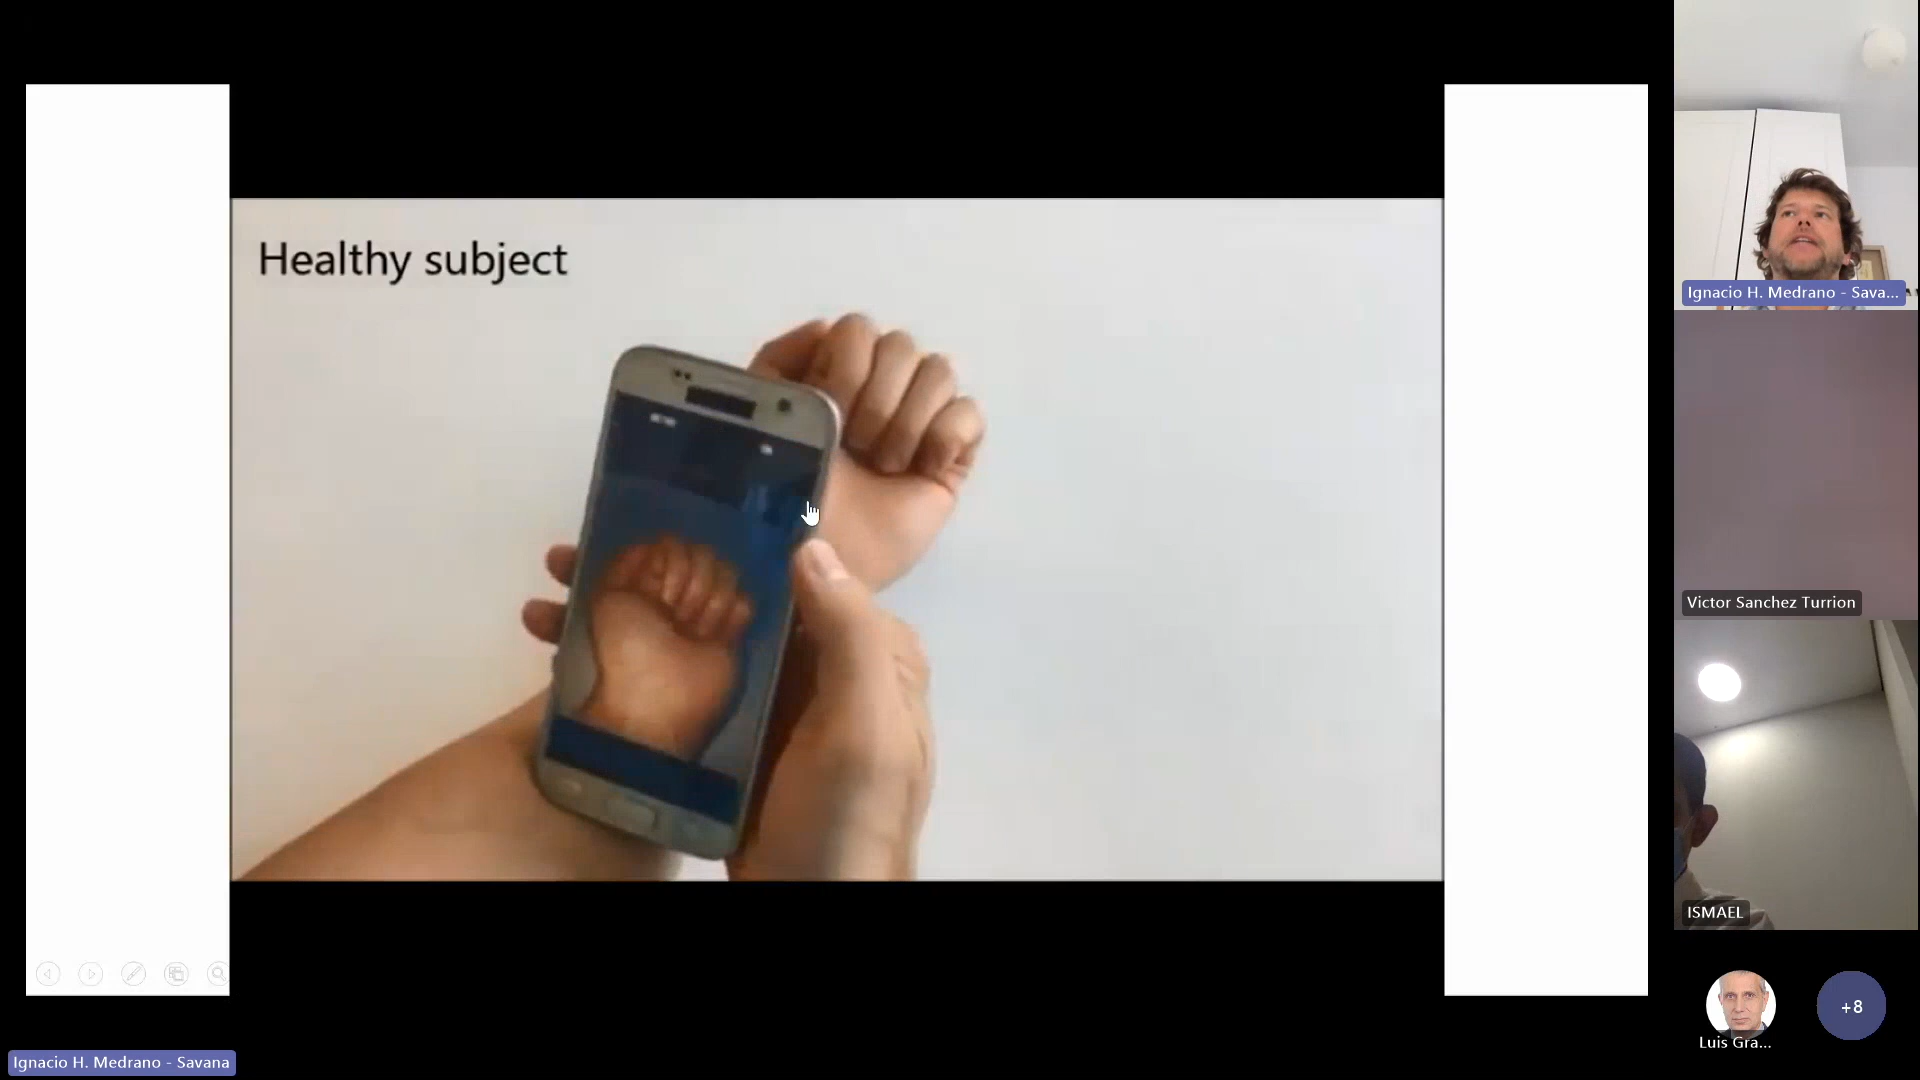 Healthy subject
Ignacio H. Medrano - Sava...
Victor Sanchez Turrion
ISMAEL
+8
Luis Gra...
Ignacio H. Medrano - Savana